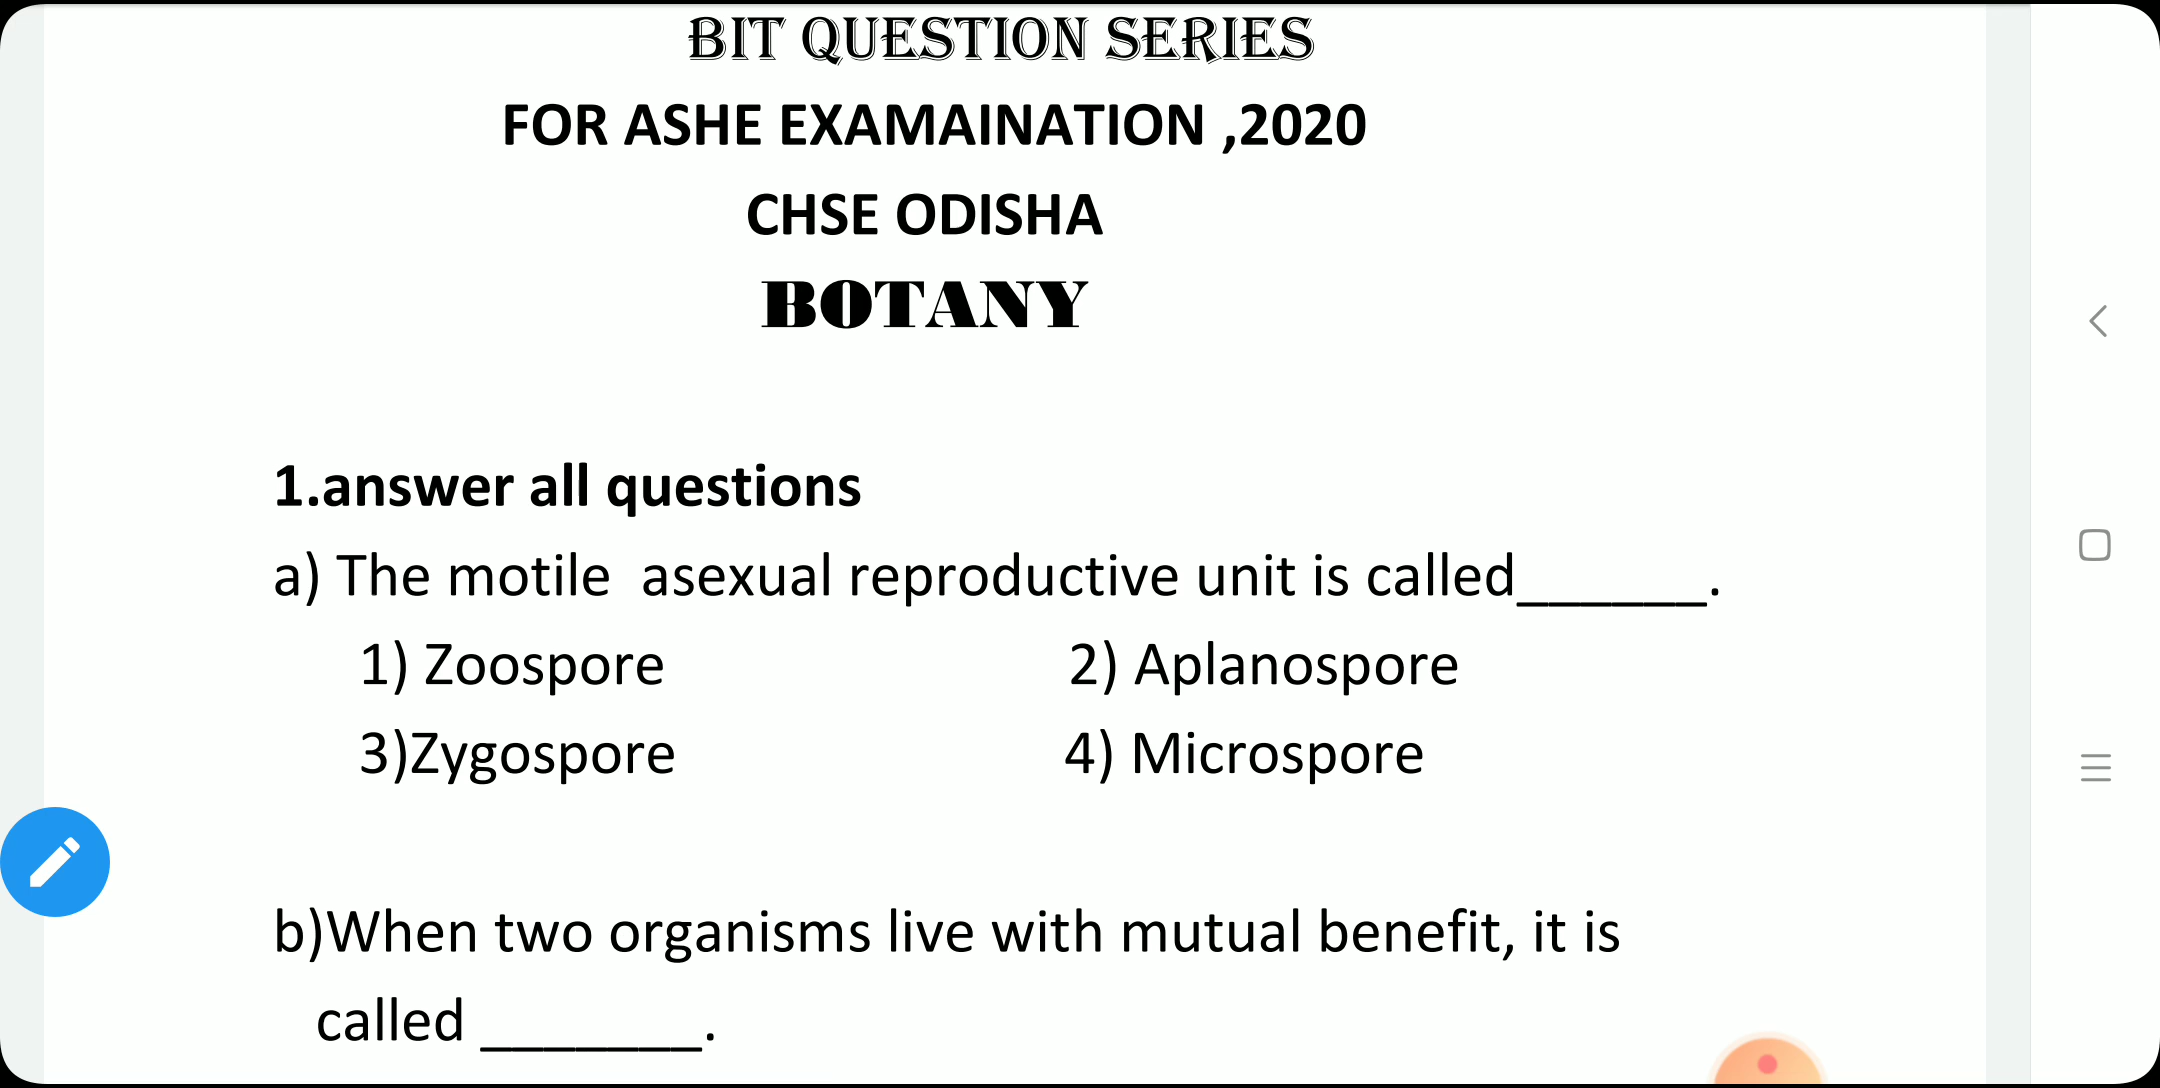 BIT QUESTION SERIES
FOR ASHE EXAMAINATION ,2020
CHSE ODISHA
BOTANY
1.answer all questions
a) The motile  asexual reproductive unit is called______.
1) Zoospore 2) Aplanospore
3)Zygospore 4) Microspore
b)When two organisms live with mutual benefit, it is
called _______.